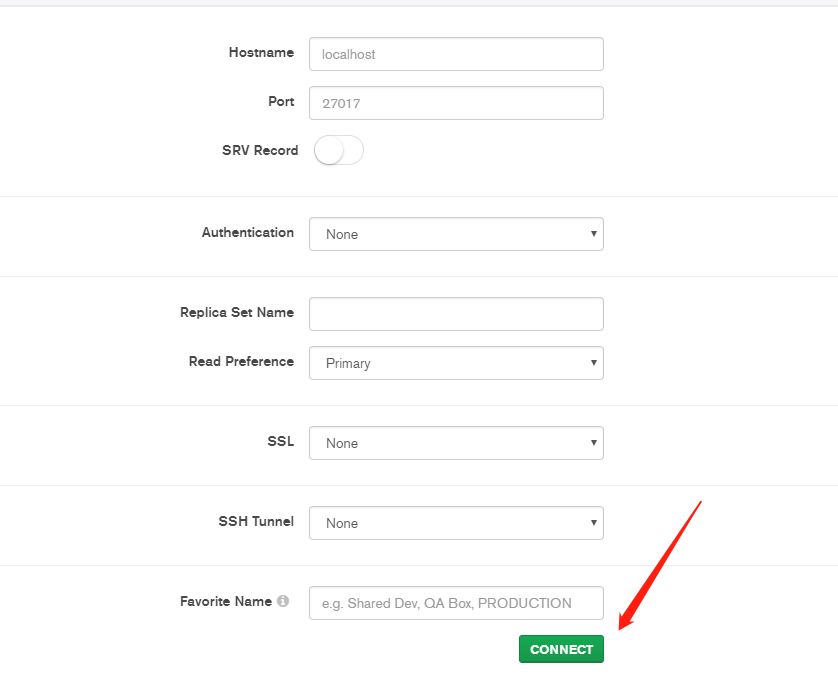 Hostname localhost
Port 27017
SRV Record
Authentication None
Replica Set Name
Read Preference Primary
SSL None
SSH Tunnel None
Favorite Name e.g. Shared Dev, QA Box, PRODUCTION
CONNECT